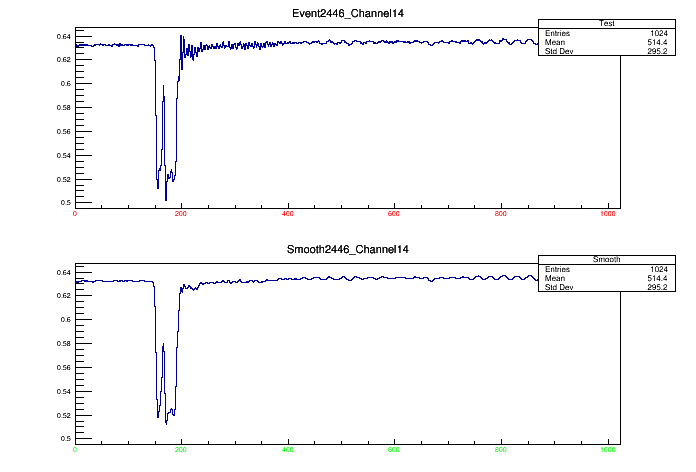 Event2446_Channel14
Test
Entries 1024
Mean 514.4
Std Dev 295.2
0.64
0.62
0.6
0.58
0.56
0.54
0.52
0.5
0 200 400 600 800 1000
Smooth2446_Channel14
Smooth
Entries 1024
Mean 514.4
Std Dev 295.2
0.64
0.62
0.6
0.58
0.56
0.54
0.52
0.5
0 200 400 600 800 1000